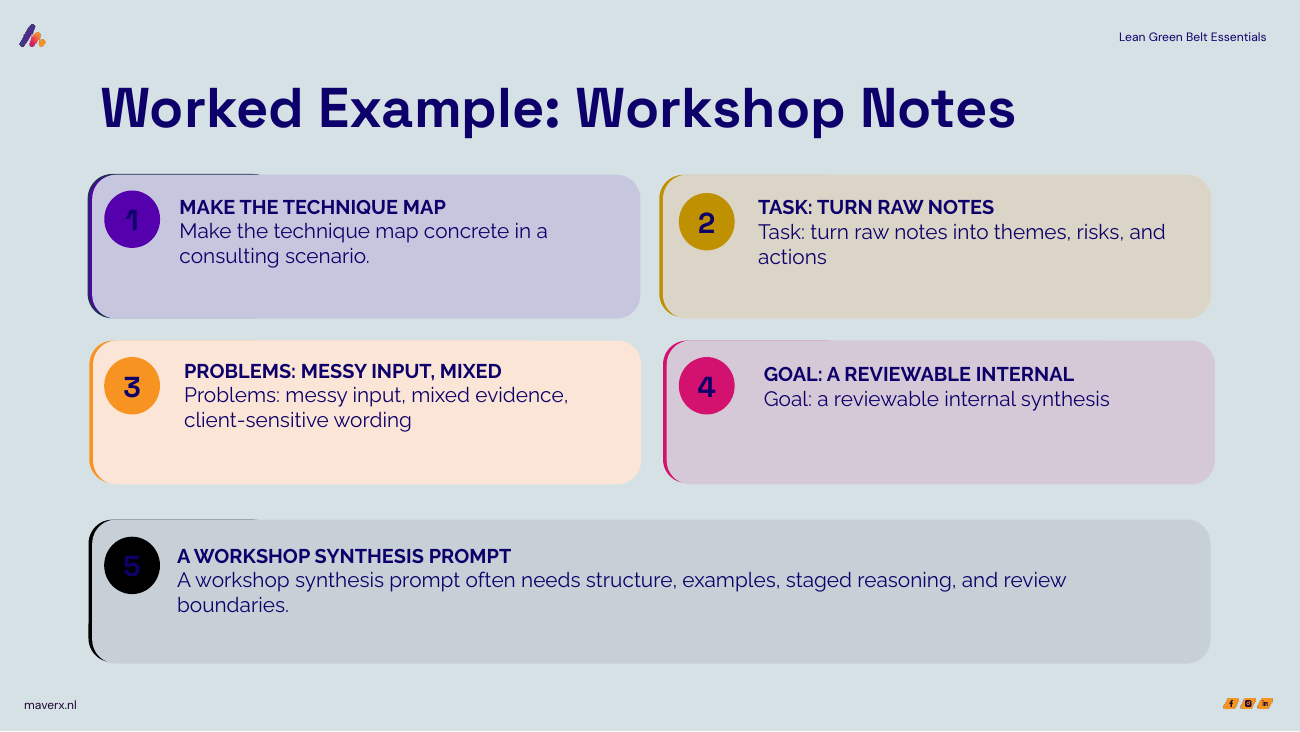 Lean Green Belt Essentials
Worked Example: Workshop Notes
1
MAKE THE TECHNIQUE MAP
Make the technique map concrete in a
consulting scenario.
2
TASK: TURN RAW NOTES
Task: turn raw notes into themes, risks, and
actions
3
PROBLEMS: MESSY INPUT, MIXED
Problems: messy input, mixed evidence,
client-sensitive wording
4
GOAL: A REVIEWABLE INTERNAL
Goal: a reviewable internal synthesis
5
A WORKSHOP SYNTHESIS PROMPT
A workshop synthesis prompt often needs structure, examples, staged reasoning, and review
boundaries.
maverx.nl